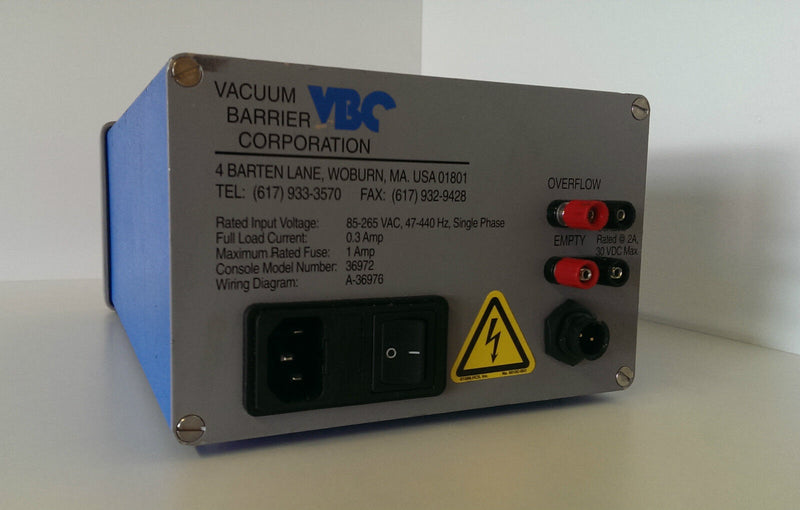 VACUUM
BARRIER
CORPORATION
VBC
4 BARTEN LANE, WOBURN, MA. USA 01801
TEL: (617) 933-3570 FAX: (617) 932-9428
Rated Input Voltage: 85-265 VAC, 47-440 Hz, Single Phase
Full Load Current: 0.3 Amp
Maximum Rated Fuse: 1 Amp
Console Model Number: 36972
Wiring Diagram: A-36976
OVERFLOW
EMPTY
Rated @ 2A,
30 VDC Max.
O I